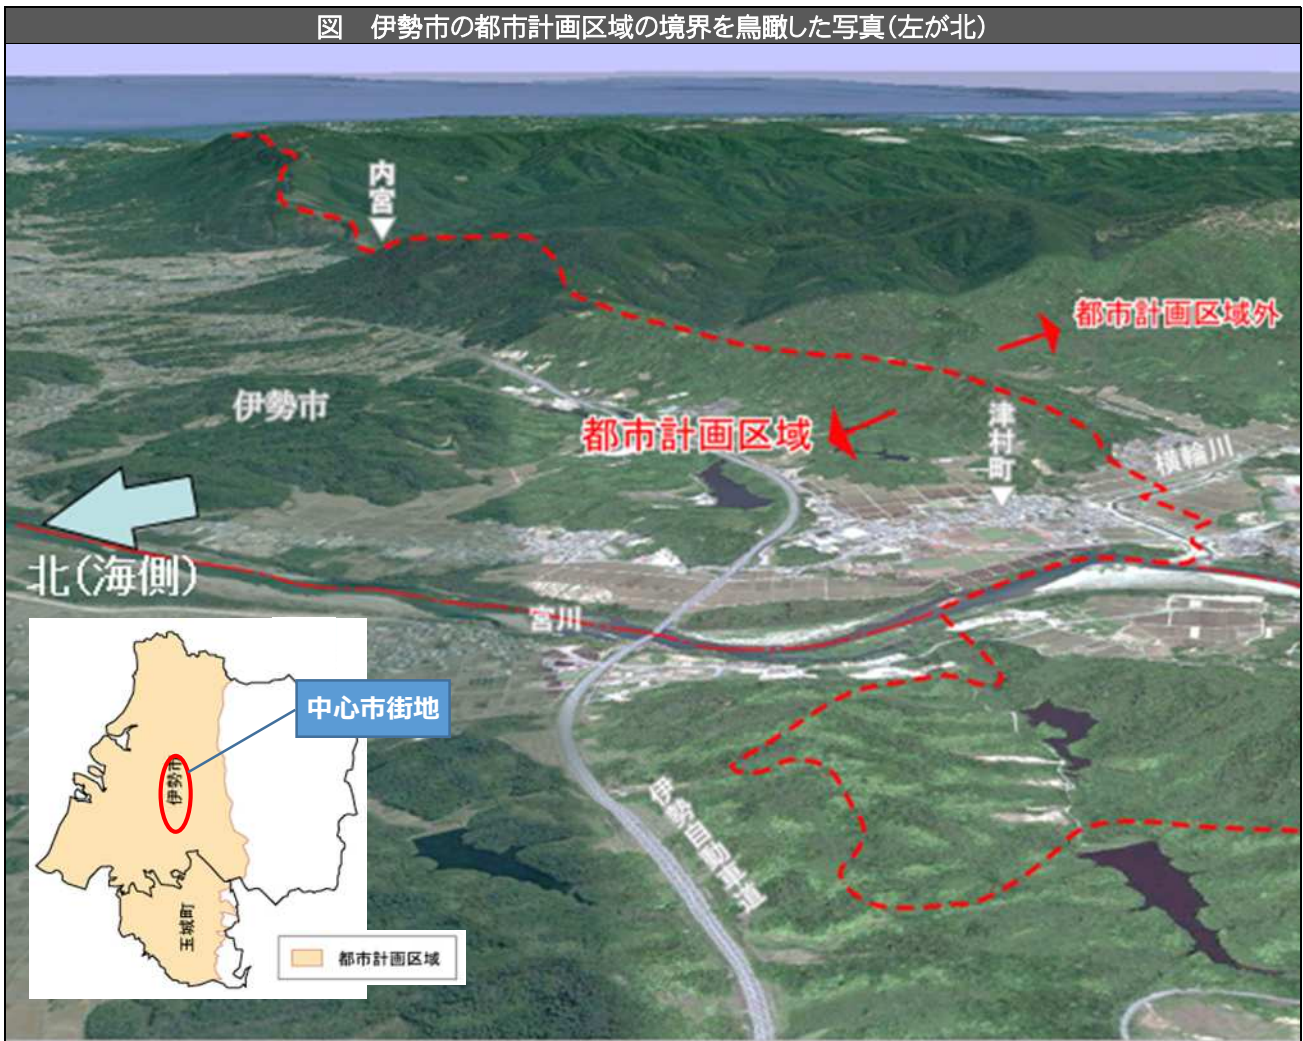 図　伊勢市の都市計画区域の境界を鳥瞰した写真（左が北）
内宮
都市計画区域外
伊勢市
都市計画区域
津村町
横輪川
北（海側）
宮川
中心市街地
伊勢市
伊勢自動車道
玉城町
都市計画区域